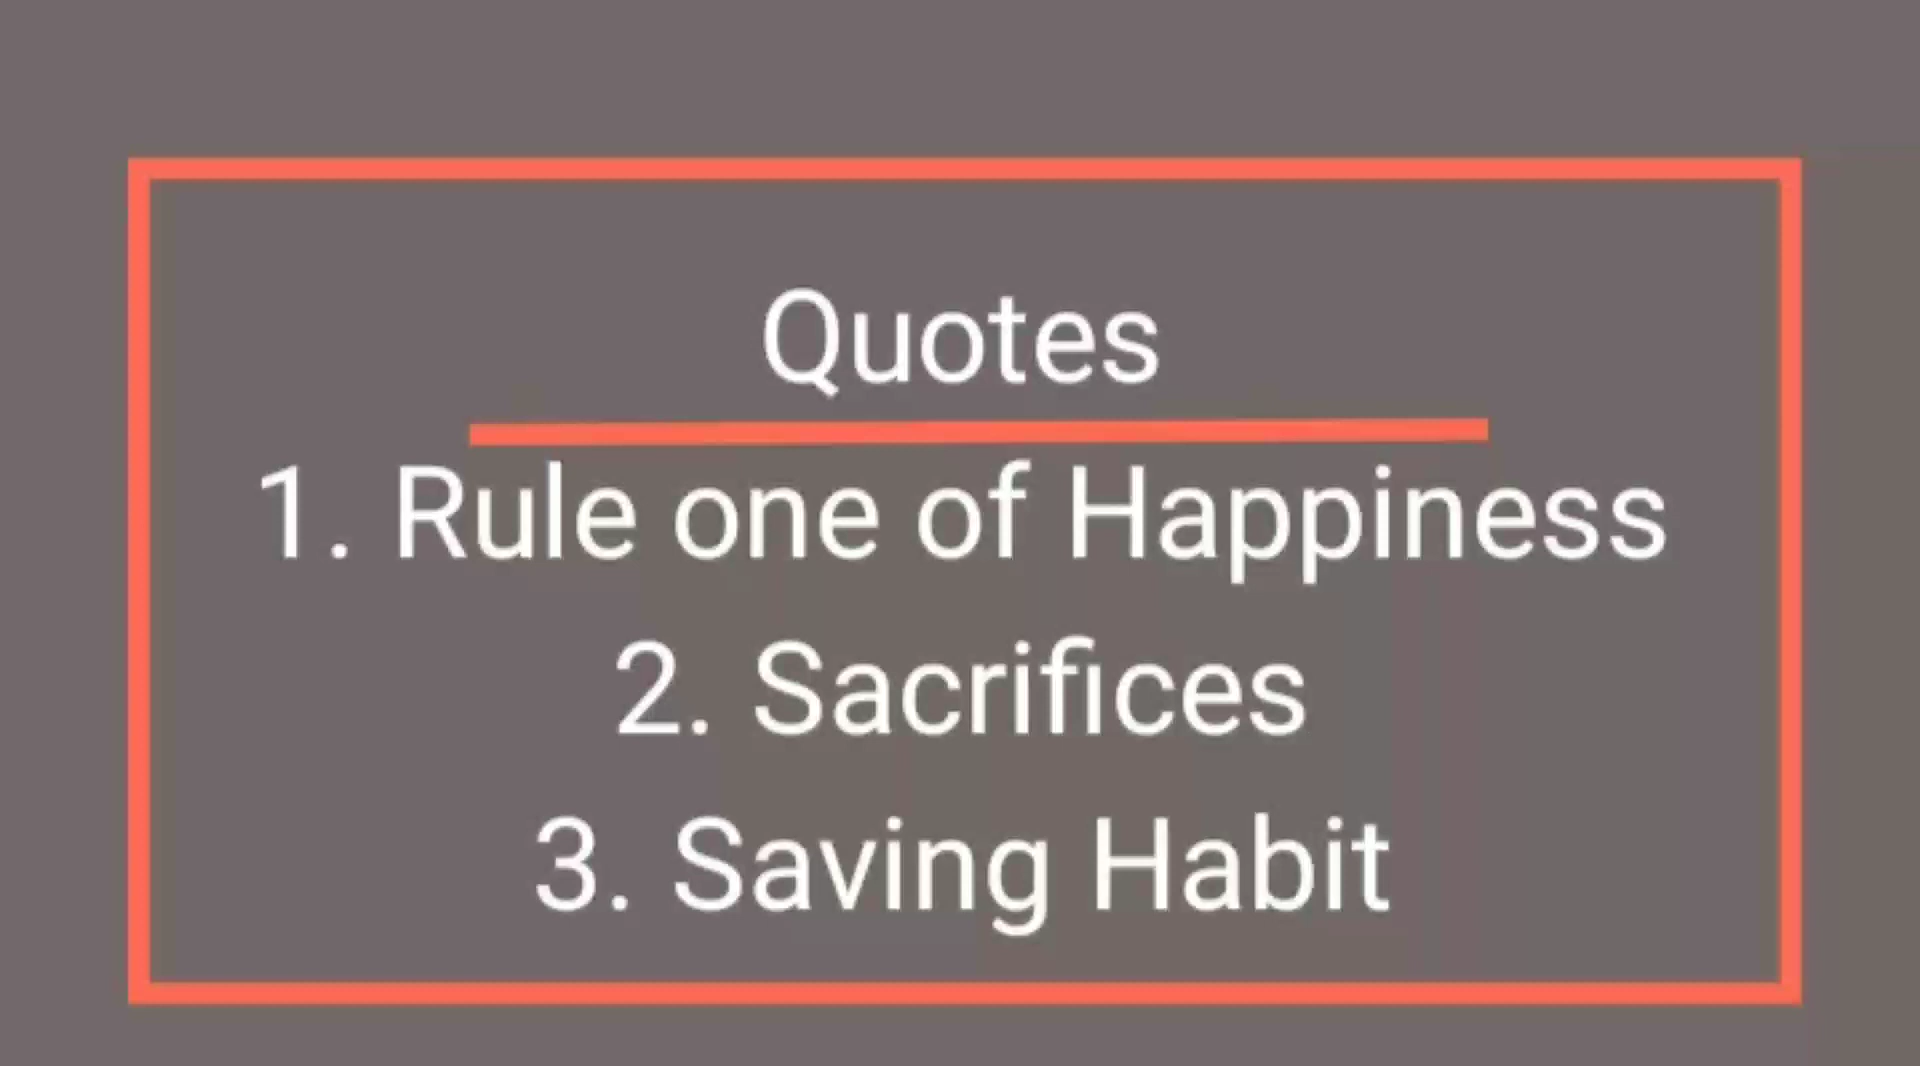 Quotes
1. Rule one of Happiness
2. Sacrifices
3. Saving Habit